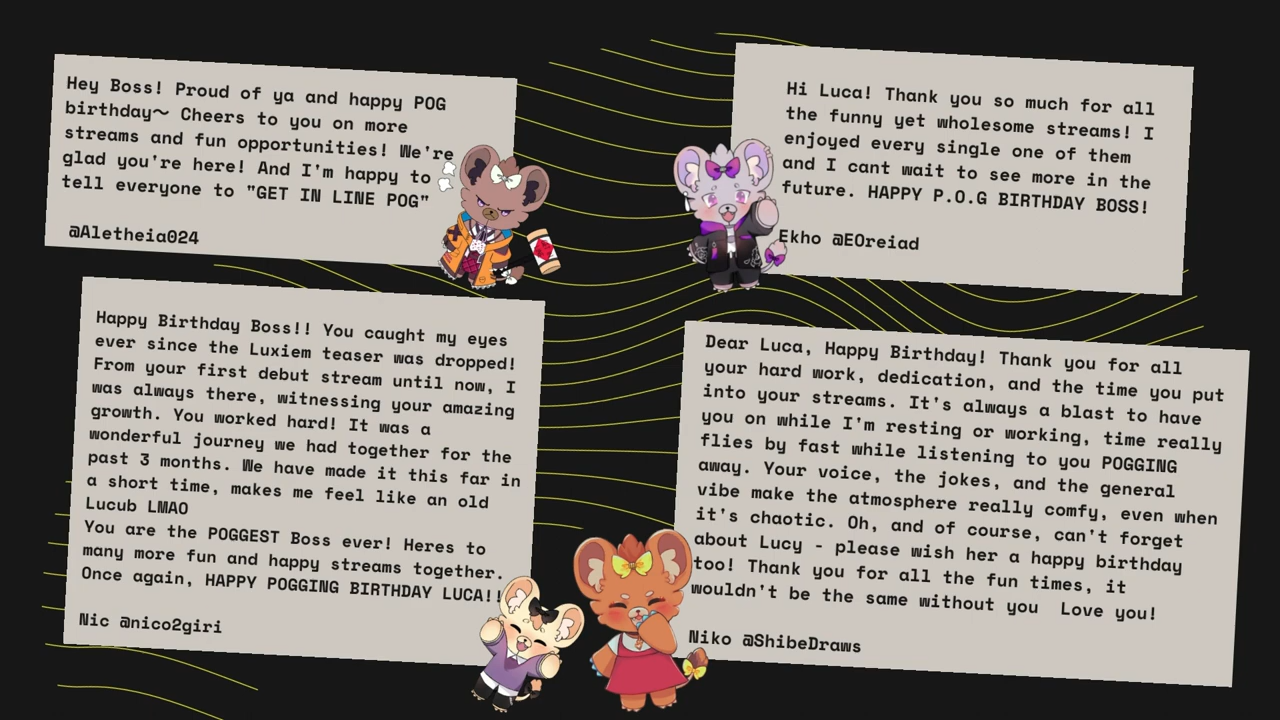 Hey Boss! Proud of ya and happy POG
birthday~ Cheers to you on more
streams and fun opportunities! We're
glad you're here! And I'm happy to
tell everyone to "GET IN LINE POG"
@Aletheia024
Hi Luca! Thank you so much for all
the funny yet wholesome streams! I
enjoyed every single one of them
and I cant wait to see more in the
future. HAPPY P.O.G BIRTHDAY BOSS!
Ekho @EOreiad
Happy Birthday Boss!! You caught my eyes
ever since the Luxiem teaser was dropped!
From your first debut stream until now, I
was always there, witnessing your amazing
growth. You worked hard! It was a
wonderful journey we had together for the
past 3 months. We have made it this far in
a short time, makes me feel like an old
Lucub LMAO
You are the POGGEST Boss ever! Heres to
many more fun and happy streams together.
Once again, HAPPY POGGING BIRTHDAY LUCA!!
Nic @nico2giri
Dear Luca, Happy Birthday! Thank you for all
your hard work, dedication, and the time you put
into your streams. It's always a blast to have
you on while I'm resting or working, time really
flies by fast while listening to you POGGING
away. Your voice, the jokes, and the general
vibe make the atmosphere really comfy, even when
it's chaotic. Oh, and of course, can't forget
about Lucy - please wish her a happy birthday
too! Thank you for all the fun times, it
wouldn't be the same without you  Love you!
Niko @ShibeDraws